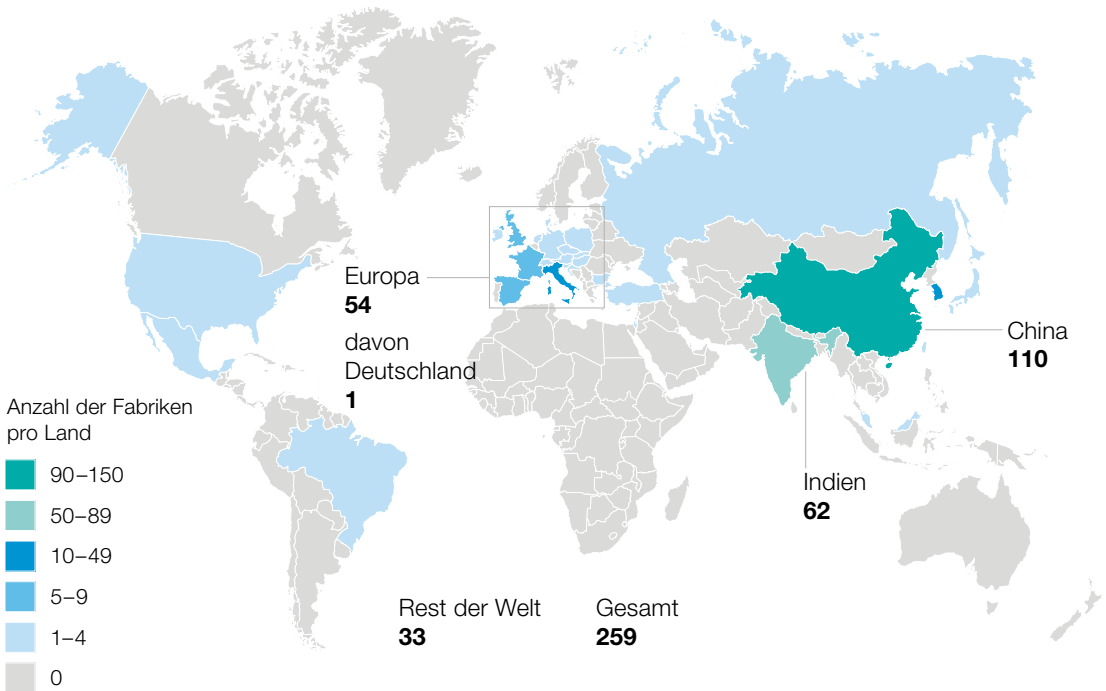 Europa
54
davon
Deutschland
1
China
110
Indien
62
Anzahl der Fabriken
pro Land
90–150
50–89
10–49
5–9
1–4
0
Rest der Welt
33
Gesamt
259